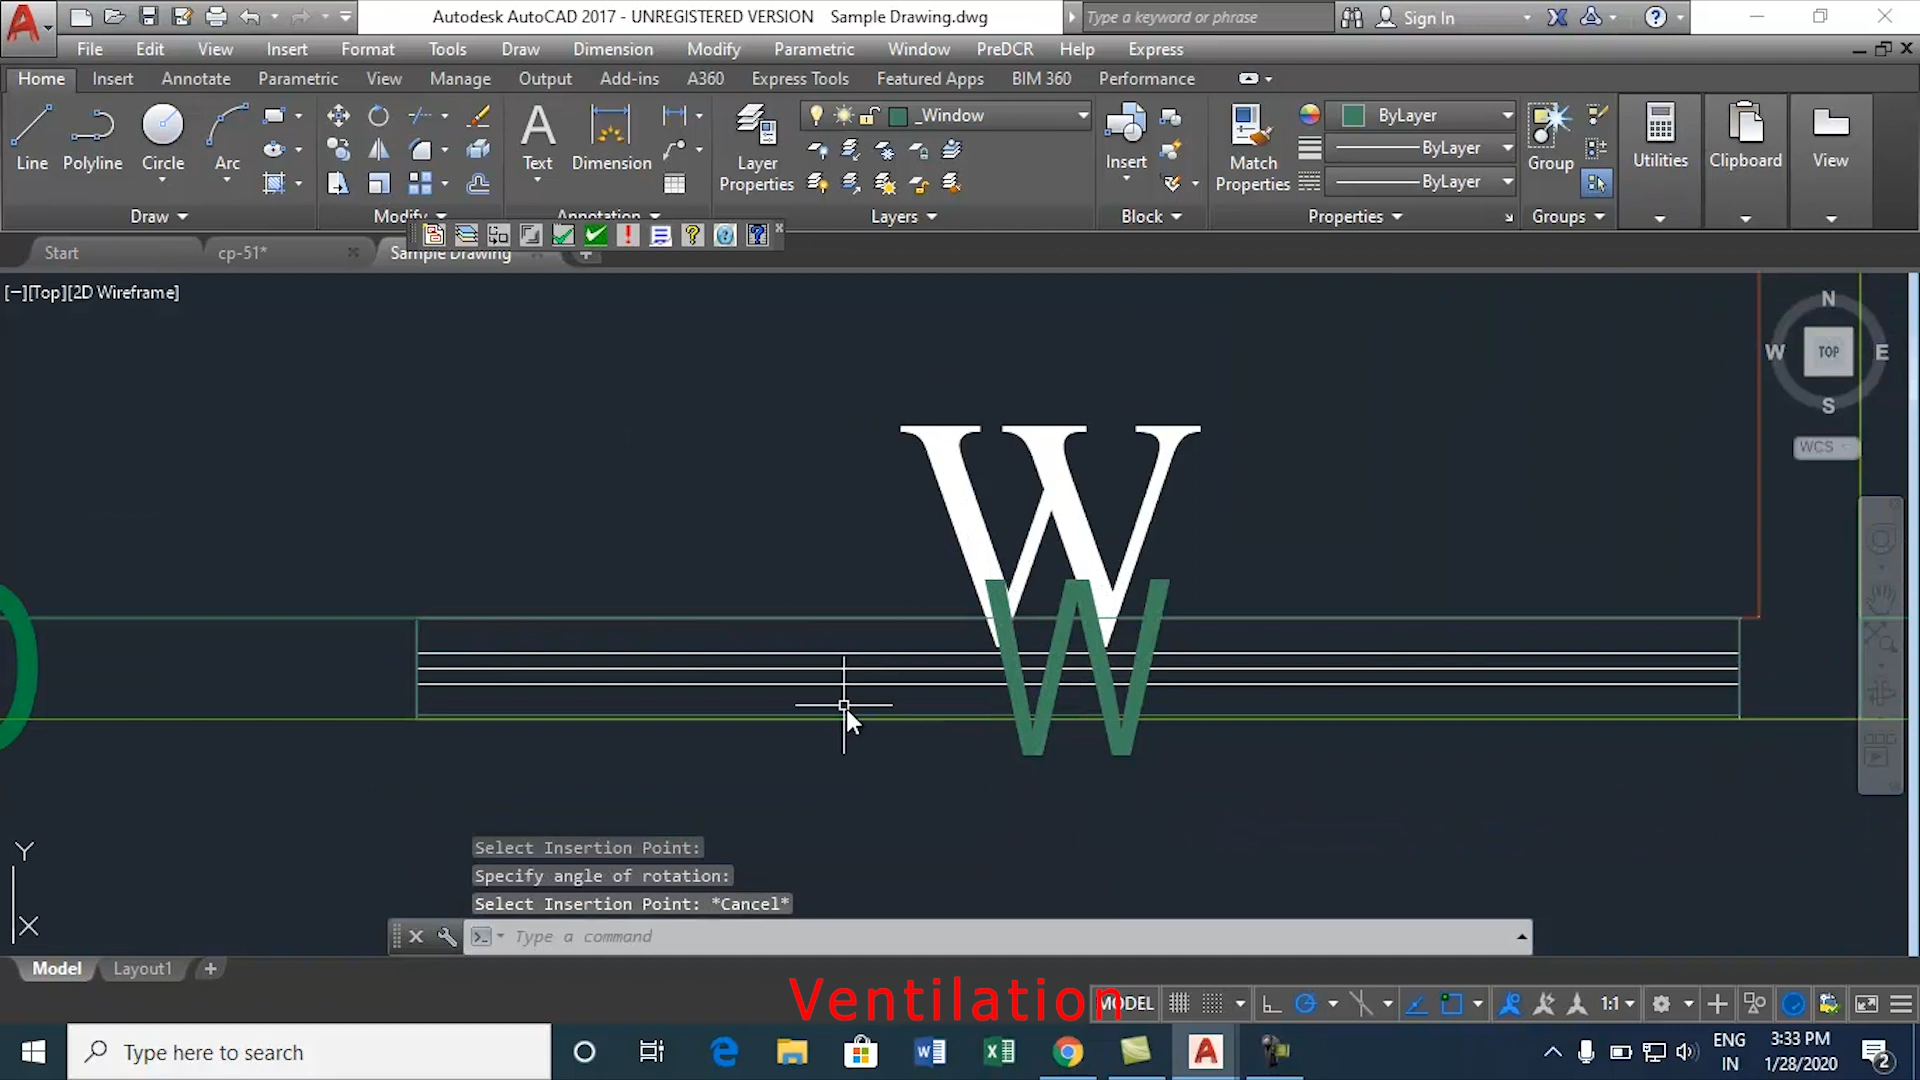 Autodesk AutoCAD 2017 - UNREGISTERED VERSION Sample Drawing.dwg
Type a keyword or phrase
Sign In
File Edit View Insert Format Tools Draw Dimension Modify Parametric Window PreDCR Help Express
Home Insert Annotate Parametric View Manage Output Add-ins A360 Express Tools Featured Apps BIM 360 Performance
_Window
ByLayer
Line Polyline Circle Arc
Text Dimension
Layer Properties
Insert
Match Properties
ByLayer
ByLayer
Group
Utilities Clipboard View
Draw Modify Annotation Layers Block Properties Groups
Start cp-51* Sample Drawing
[−][Top][2D Wireframe]
N
W TOP E
S
WCS
W
W
Y
X
Select Insertion Point:
Specify angle of rotation:
Select Insertion Point: *Cancel*
Type a command
Model Layout1
Ventilation
MODEL 1:1
Type here to search
ENG
IN
3:33 PM
1/28/2020
2